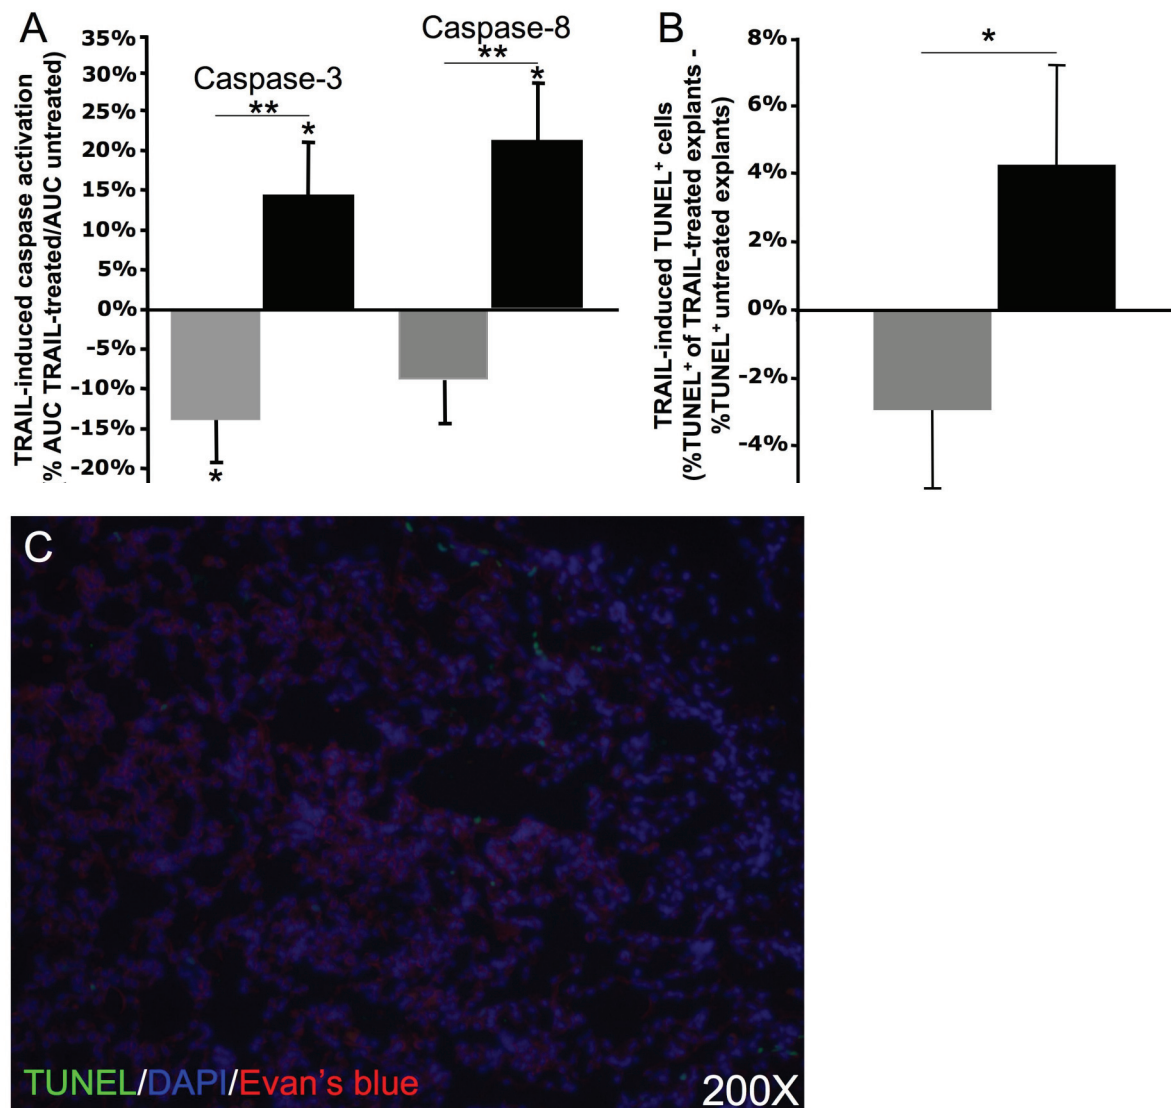 A
TRAIL-induced caspase activation
% AUC TRAIL-treated/AUC untreated)
35%
30%
25%
20%
15%
10%
5%
0%
-5%
-10%
-15%
-20%
Caspase-3
**
*
*
Caspase-8
**
*
B
TRAIL-induced TUNEL⁺ cells
(%TUNEL⁺ of TRAIL-treated explants -
%TUNEL⁺ untreated explants)
8%
6%
4%
2%
0%
-2%
-4%
*
C
TUNEL/DAPI/Evan's blue
200X